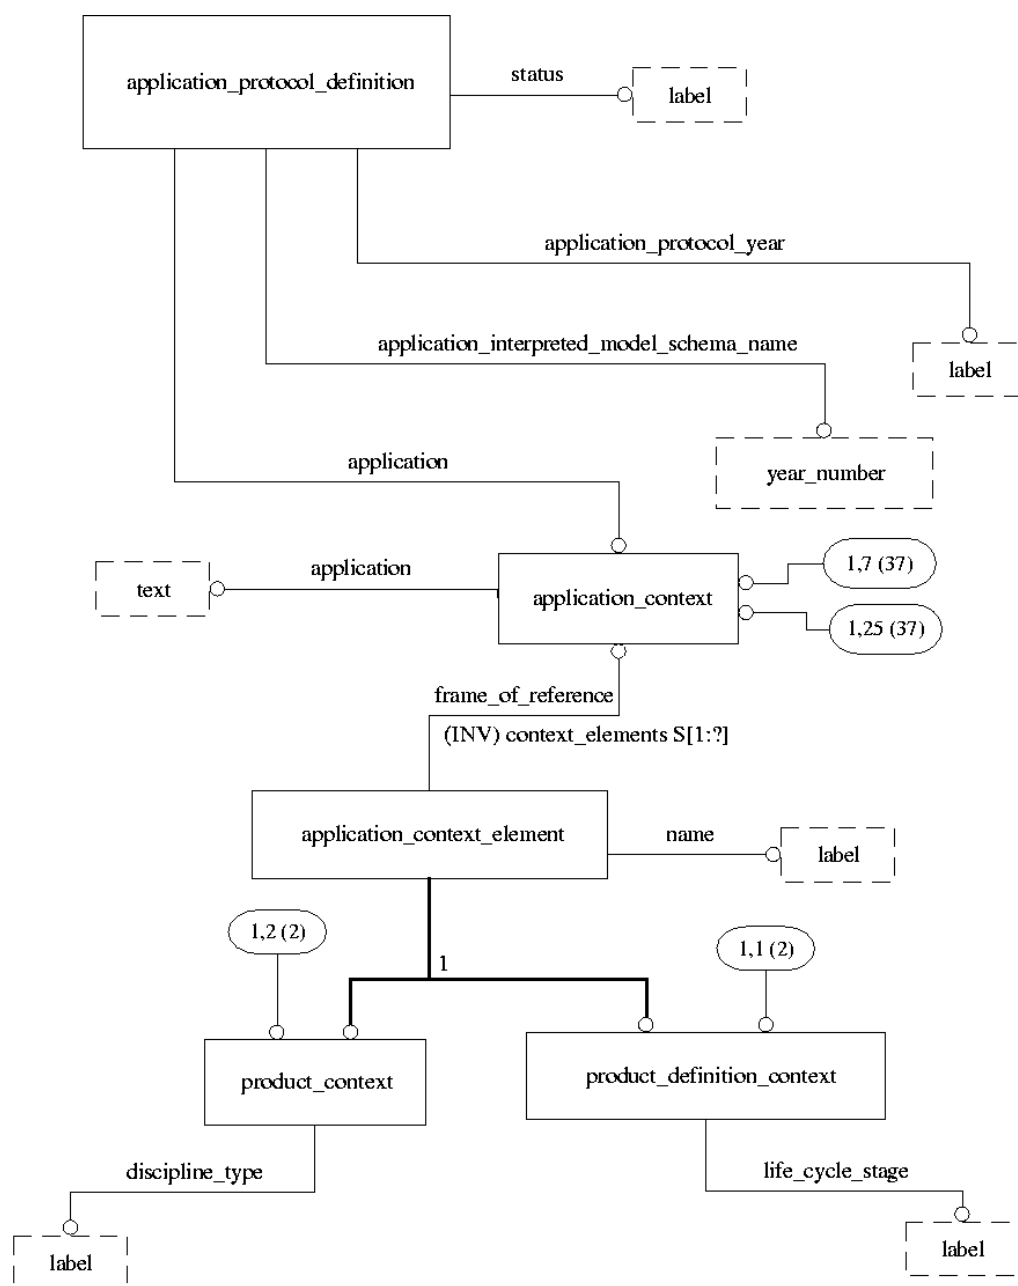 application_protocol_definition
status
label
application_protocol_year
application_interpreted_model_schema_name
label
year_number
application
text
application
application_context
1,7 (37)
1,25 (37)
frame_of_reference
(INV) context_elements S[1:?]
application_context_element
name
label
1,2 (2)
1,1 (2)
1
product_context
product_definition_context
discipline_type
life_cycle_stage
label
label